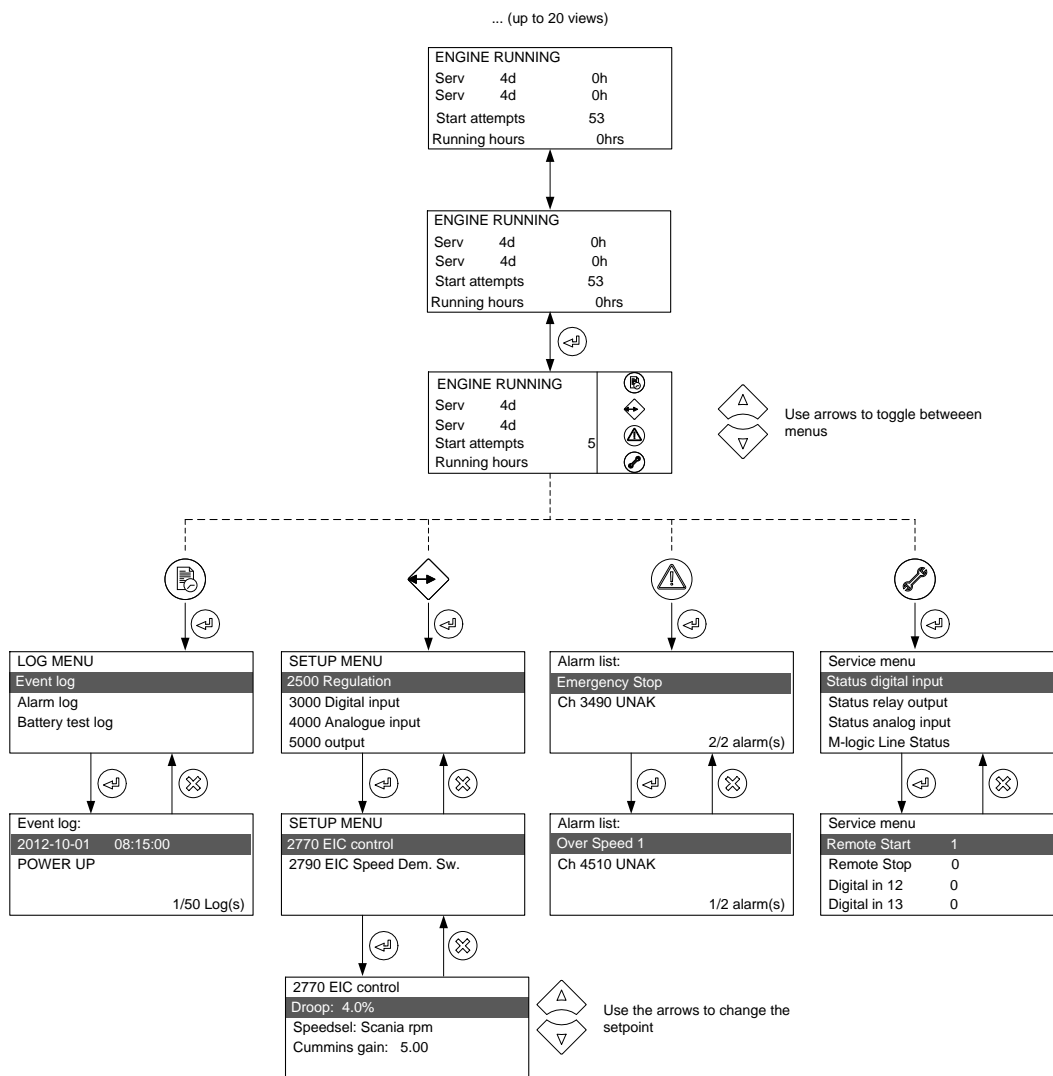 ... (up to 20 views)
ENGINE RUNNING
Serv 4d 0h
Serv 4d 0h
Start attempts 53
Running hours 0hrs
ENGINE RUNNING
Serv 4d 0h
Serv 4d 0h
Start attempts 53
Running hours 0hrs
ENGINE RUNNING
Serv 4d
Serv 4d
Start attempts 5
Running hours
Use arrows to toggle betweeen
menus
LOG MENU
Event log
Alarm log
Battery test log
SETUP MENU
2500 Regulation
3000 Digital input
4000 Analogue input
5000 output
Alarm list:
Emergency Stop
Ch 3490 UNAK
2/2 alarm(s)
Service menu
Status digital input
Status relay output
Status analog input
M-logic Line Status
Event log:
2012-10-01 08:15:00
POWER UP
1/50 Log(s)
SETUP MENU
2770 EIC control
2790 EIC Speed Dem. Sw.
Alarm list:
Over Speed 1
Ch 4510 UNAK
1/2 alarm(s)
Service menu
Remote Start 1
Remote Stop 0
Digital in 12 0
Digital in 13 0
2770 EIC control
Droop: 4.0%
Speedsel: Scania rpm
Cummins gain: 5.00
Use the arrows to change the
setpoint